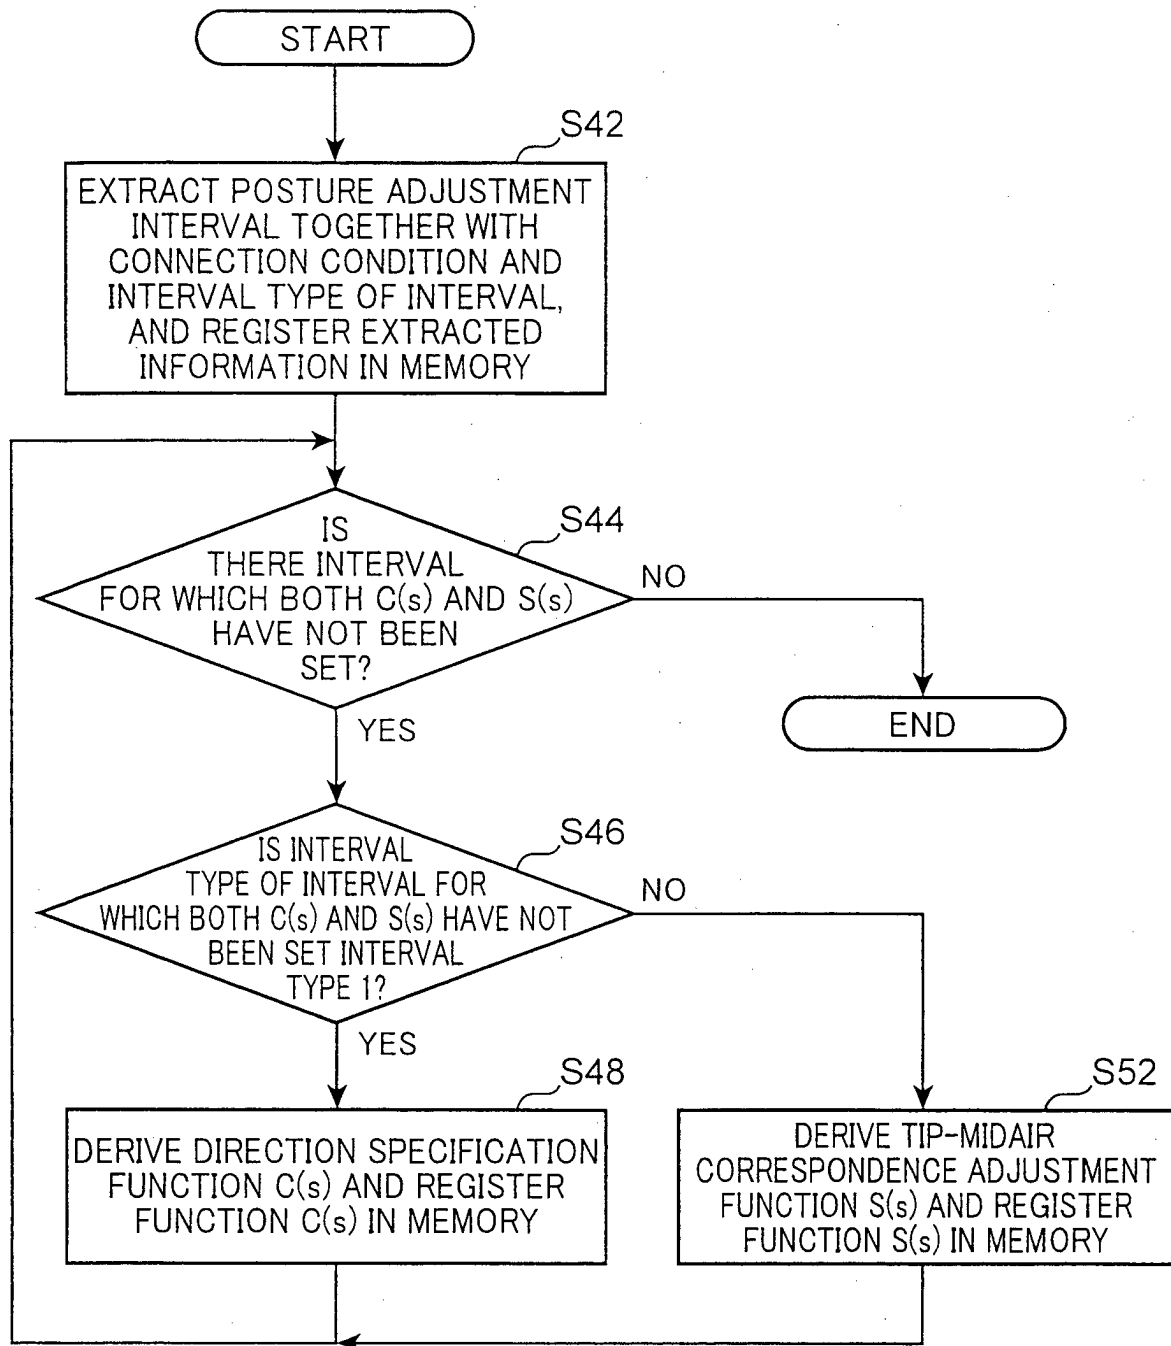 START
S42
EXTRACT POSTURE ADJUSTMENT
INTERVAL TOGETHER WITH
CONNECTION CONDITION AND
INTERVAL TYPE OF INTERVAL,
AND REGISTER EXTRACTED
INFORMATION IN MEMORY
S44
IS
THERE INTERVAL
FOR WHICH BOTH C(s) AND S(s)
HAVE NOT BEEN
SET?
NO
END
YES
S46
IS INTERVAL
TYPE OF INTERVAL FOR
WHICH BOTH C(s) AND S(s) HAVE NOT
BEEN SET INTERVAL
TYPE 1?
NO
YES
S48
DERIVE DIRECTION SPECIFICATION
FUNCTION C(s) AND REGISTER
FUNCTION C(s) IN MEMORY
S52
DERIVE TIP-MIDAIR
CORRESPONDENCE ADJUSTMENT
FUNCTION S(s) AND REGISTER
FUNCTION S(s) IN MEMORY